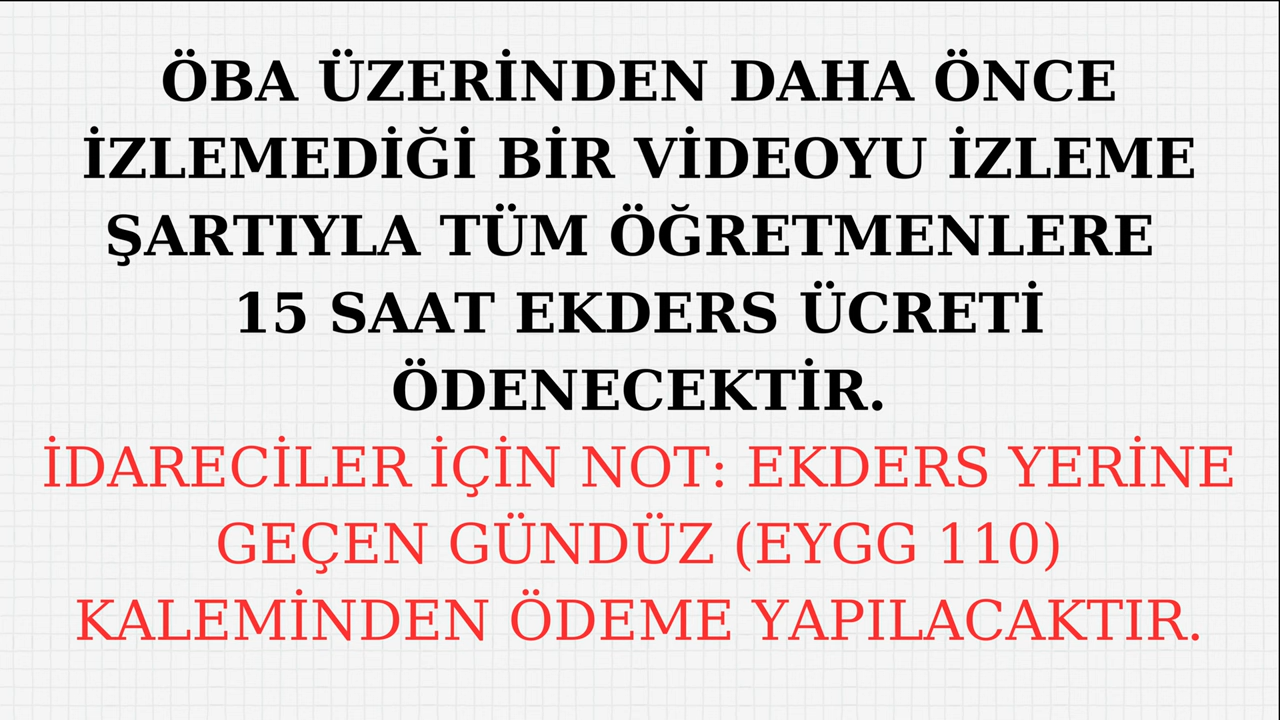 ÖBA ÜZERİNDEN DAHA ÖNCE
İZLEMEDİĞİ BİR VİDEOYU İZLEME
ŞARTIYLA TÜM ÖĞRETMENLERE
15 SAAT EKDERS ÜCRETİ
ÖDENECEKTİR.
İDARECİLER İÇİN NOT: EKDERS YERİNE
GEÇEN GÜNDÜZ (EYGG 110)
KALEMİNDEN ÖDEME YAPILACAKTIR.